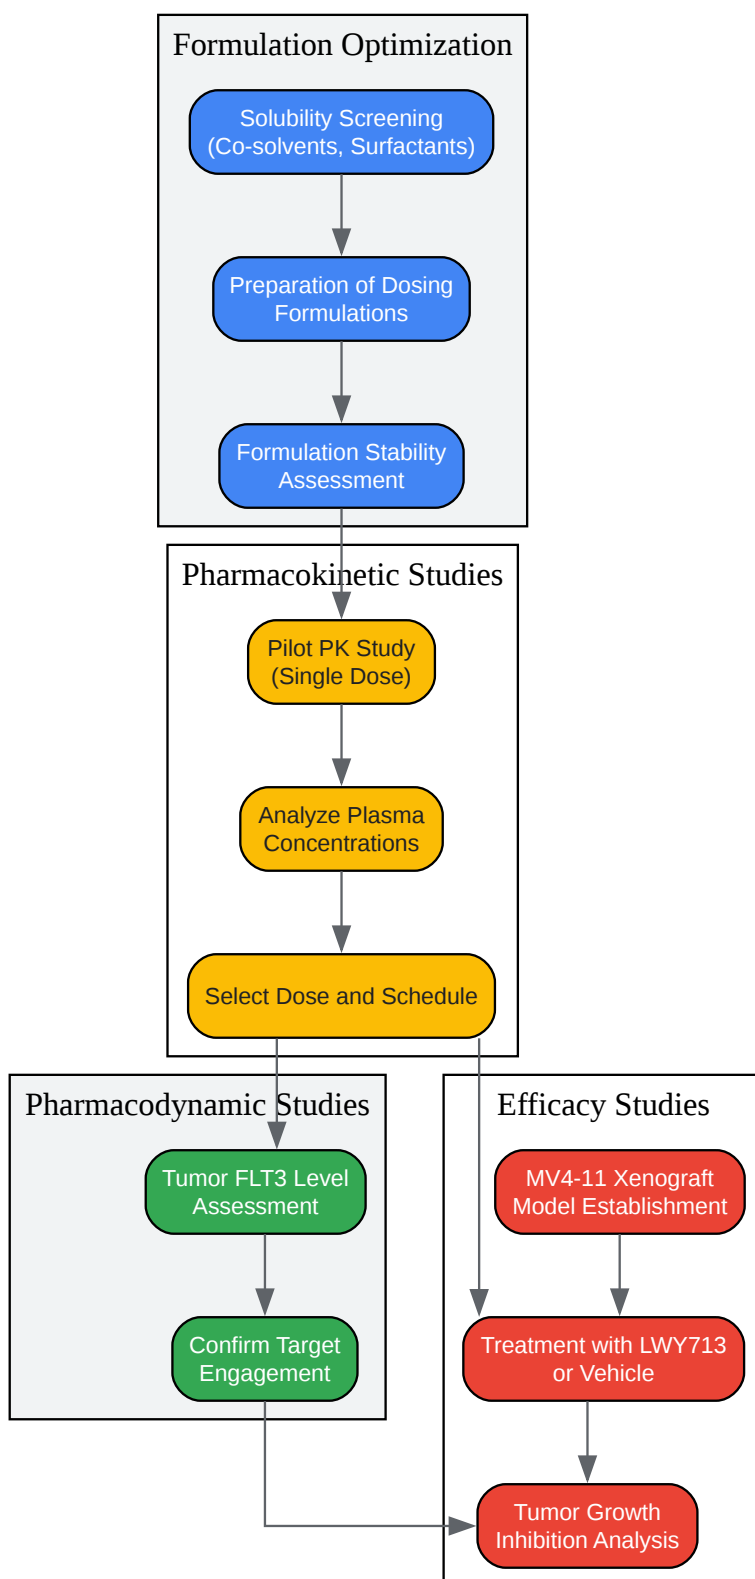 Formulation Optimization
Solubility Screening
(Co-solvents, Surfactants)
Preparation of Dosing
Formulations
Formulation Stability
Assessment
Pharmacokinetic Studies
Pilot PK Study
(Single Dose)
Analyze Plasma
Concentrations
Select Dose and Schedule
Pharmacodynamic Studies
Tumor FLT3 Level
Assessment
Confirm Target
Engagement
Efficacy Studies
MV4-11 Xenograft
Model Establishment
Treatment with LWY713
or Vehicle
Tumor Growth
Inhibition Analysis